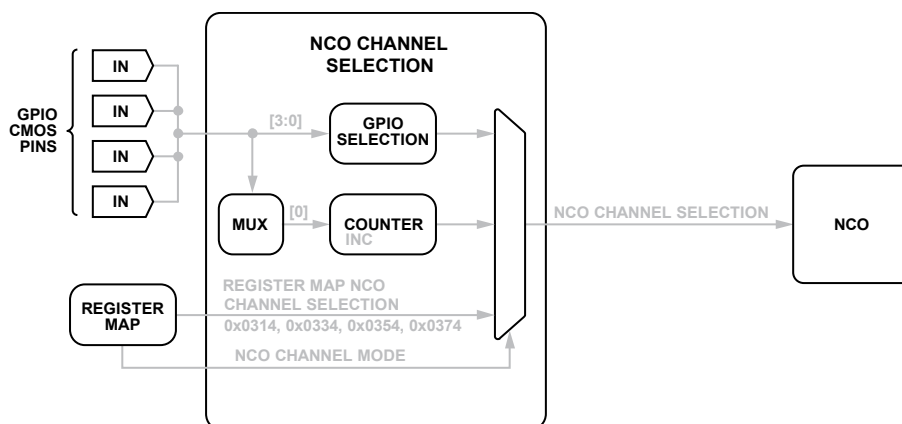 NCO CHANNEL
SELECTION
IN
IN
IN
IN
GPIO
CMOS
PINS
[3:0]
GPIO
SELECTION
MUX
[0]
COUNTER
INC
NCO CHANNEL SELECTION
NCO
REGISTER
MAP
REGISTER MAP NCO
CHANNEL SELECTION
0x0314, 0x0334, 0x0354, 0x0374
NCO CHANNEL MODE